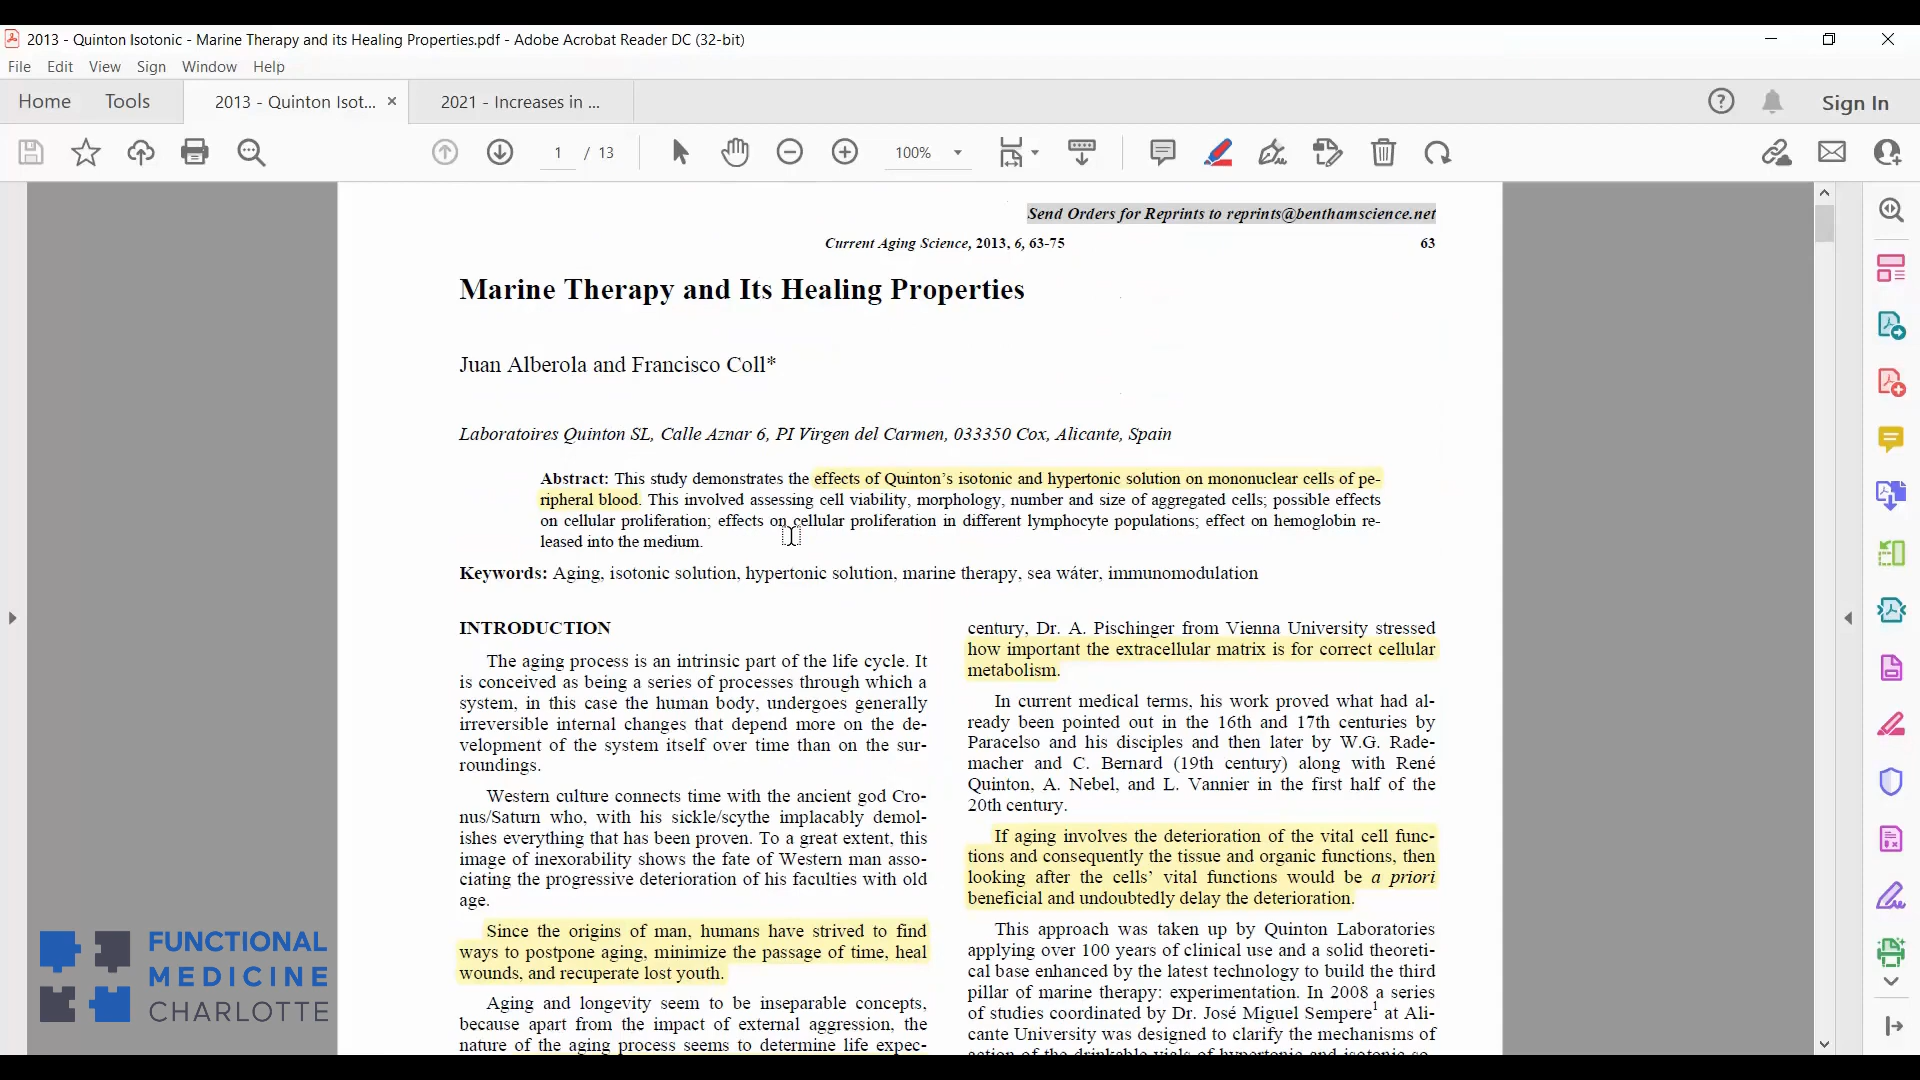 2013 - Quinton Isotonic - Marine Therapy and its Healing Properties.pdf - Adobe Acrobat Reader DC (32-bit)
File Edit View Sign Window Help
Home Tools 2013 - Quinton Isot... × 2021 - Increases in ... Sign In
1 / 13 100%
Send Orders for Reprints to reprints@benthamscience.net
Current Aging Science, 2013, 6, 63-75 63
Marine Therapy and Its Healing Properties
Juan Alberola and Francisco Coll*
Laboratoires Quinton SL, Calle Aznar 6, PI Virgen del Carmen, 033350 Cox, Alicante, Spain
Abstract: This study demonstrates the effects of Quinton's isotonic and hypertonic solution on mononuclear cells of pe-
ripheral blood. This involved assessing cell viability, morphology, number and size of aggregated cells; possible effects
on cellular proliferation; effects on cellular proliferation in different lymphocyte populations; effect on hemoglobin re-
leased into the medium.
Keywords: Aging, isotonic solution, hypertonic solution, marine therapy, sea wáter, immunomodulation
INTRODUCTION
The aging process is an intrinsic part of the life cycle. It
is conceived as being a series of processes through which a
system, in this case the human body, undergoes generally
irreversible internal changes that depend more on the de-
velopment of the system itself over time than on the sur-
roundings.
Western culture connects time with the ancient god Cro-
nus/Saturn who, with his sickle/scythe implacably demol-
ishes everything that has been proven. To a great extent, this
image of inexorability shows the fate of Western man asso-
ciating the progressive deterioration of his faculties with old
age.
Since the origins of man, humans have strived to find
ways to postpone aging, minimize the passage of time, heal
wounds, and recuperate lost youth.
Aging and longevity seem to be inseparable concepts,
because apart from the impact of external aggression, the
nature of the aging process seems to determine life expec-
century, Dr. A. Pischinger from Vienna University stressed
how important the extracellular matrix is for correct cellular
metabolism.
In current medical terms, his work proved what had al-
ready been pointed out in the 16th and 17th centuries by
Paracelso and his disciples and then later by W.G. Rade-
macher and C. Bernard (19th century) along with René
Quinton, A. Nebel, and L. Vannier in the first half of the
20th century.
If aging involves the deterioration of the vital cell func-
tions and consequently the tissue and organic functions, then
looking after the cells' vital functions would be a priori
beneficial and undoubtedly delay the deterioration.
This approach was taken up by Quinton Laboratories
applying over 100 years of clinical use and a solid theoreti-
cal base enhanced by the latest technology to build the third
pillar of marine therapy: experimentation. In 2008 a series
of studies coordinated by Dr. José Miguel Sempere1 at Ali-
cante University was designed to clarify the mechanisms of
action of the drinkable vials of hypertonic and isotonic so-
FUNCTIONAL
MEDICINE
CHARLOTTE